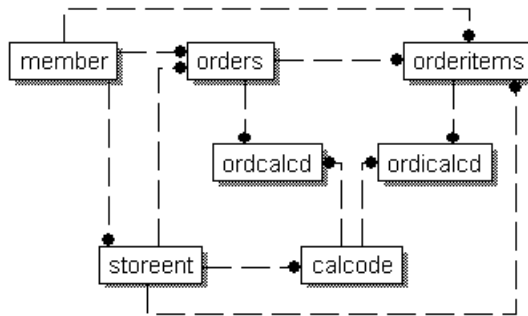 member
orders
orderitems
ordcalcd
ordicalcd
storeent
calcode